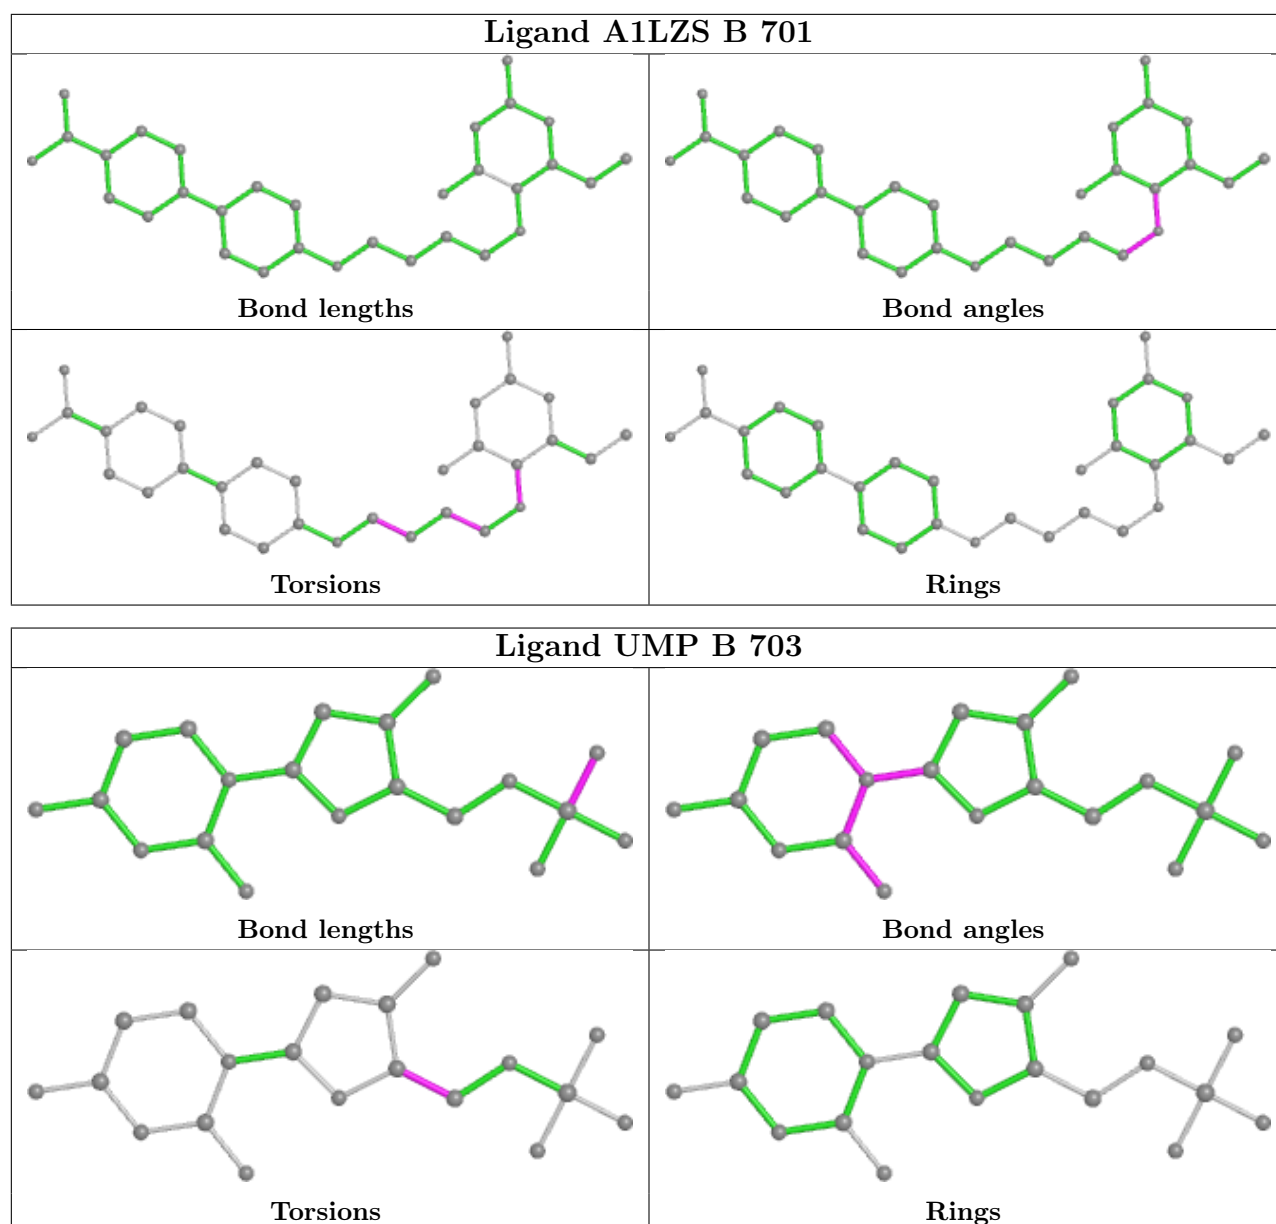 Ligand A1LZS B 701
Bond lengths
Bond angles
Torsions
Rings
Ligand UMP B 703
Bond lengths
Bond angles
Torsions
Rings